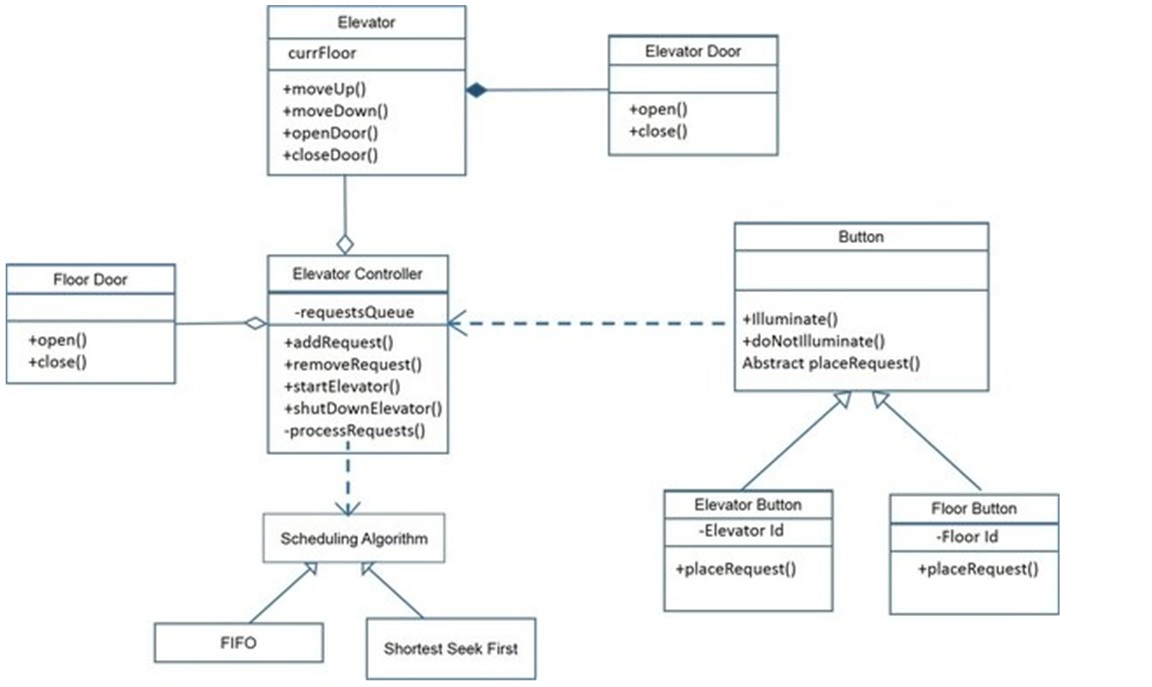 Elevator
currFloor
+moveUp()
+moveDown()
+openDoor()
+closeDoor()
Elevator Door
+open()
+close()
Button
+Illuminate()
+doNotIlluminate()
Abstract placeRequest()
Floor Door
+open()
+close()
Elevator Controller
-requestsQueue
+addRequest()
+removeRequest()
+startElevator()
+shutDownElevator()
-processRequests()
Elevator Button
-Elevator Id
+placeRequest()
Floor Button
-Floor Id
+placeRequest()
Scheduling Algorithm
FIFO
Shortest Seek First